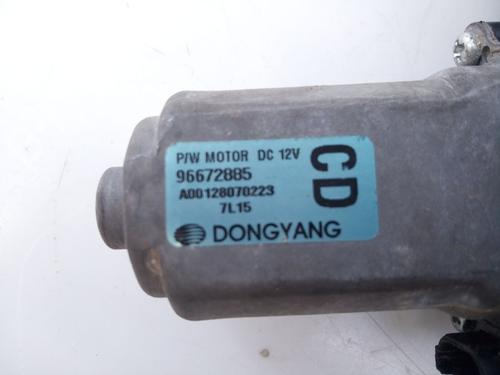 P/W MOTOR DC 12V
96672885
A00128070223
7L15
DONGYANG
CD